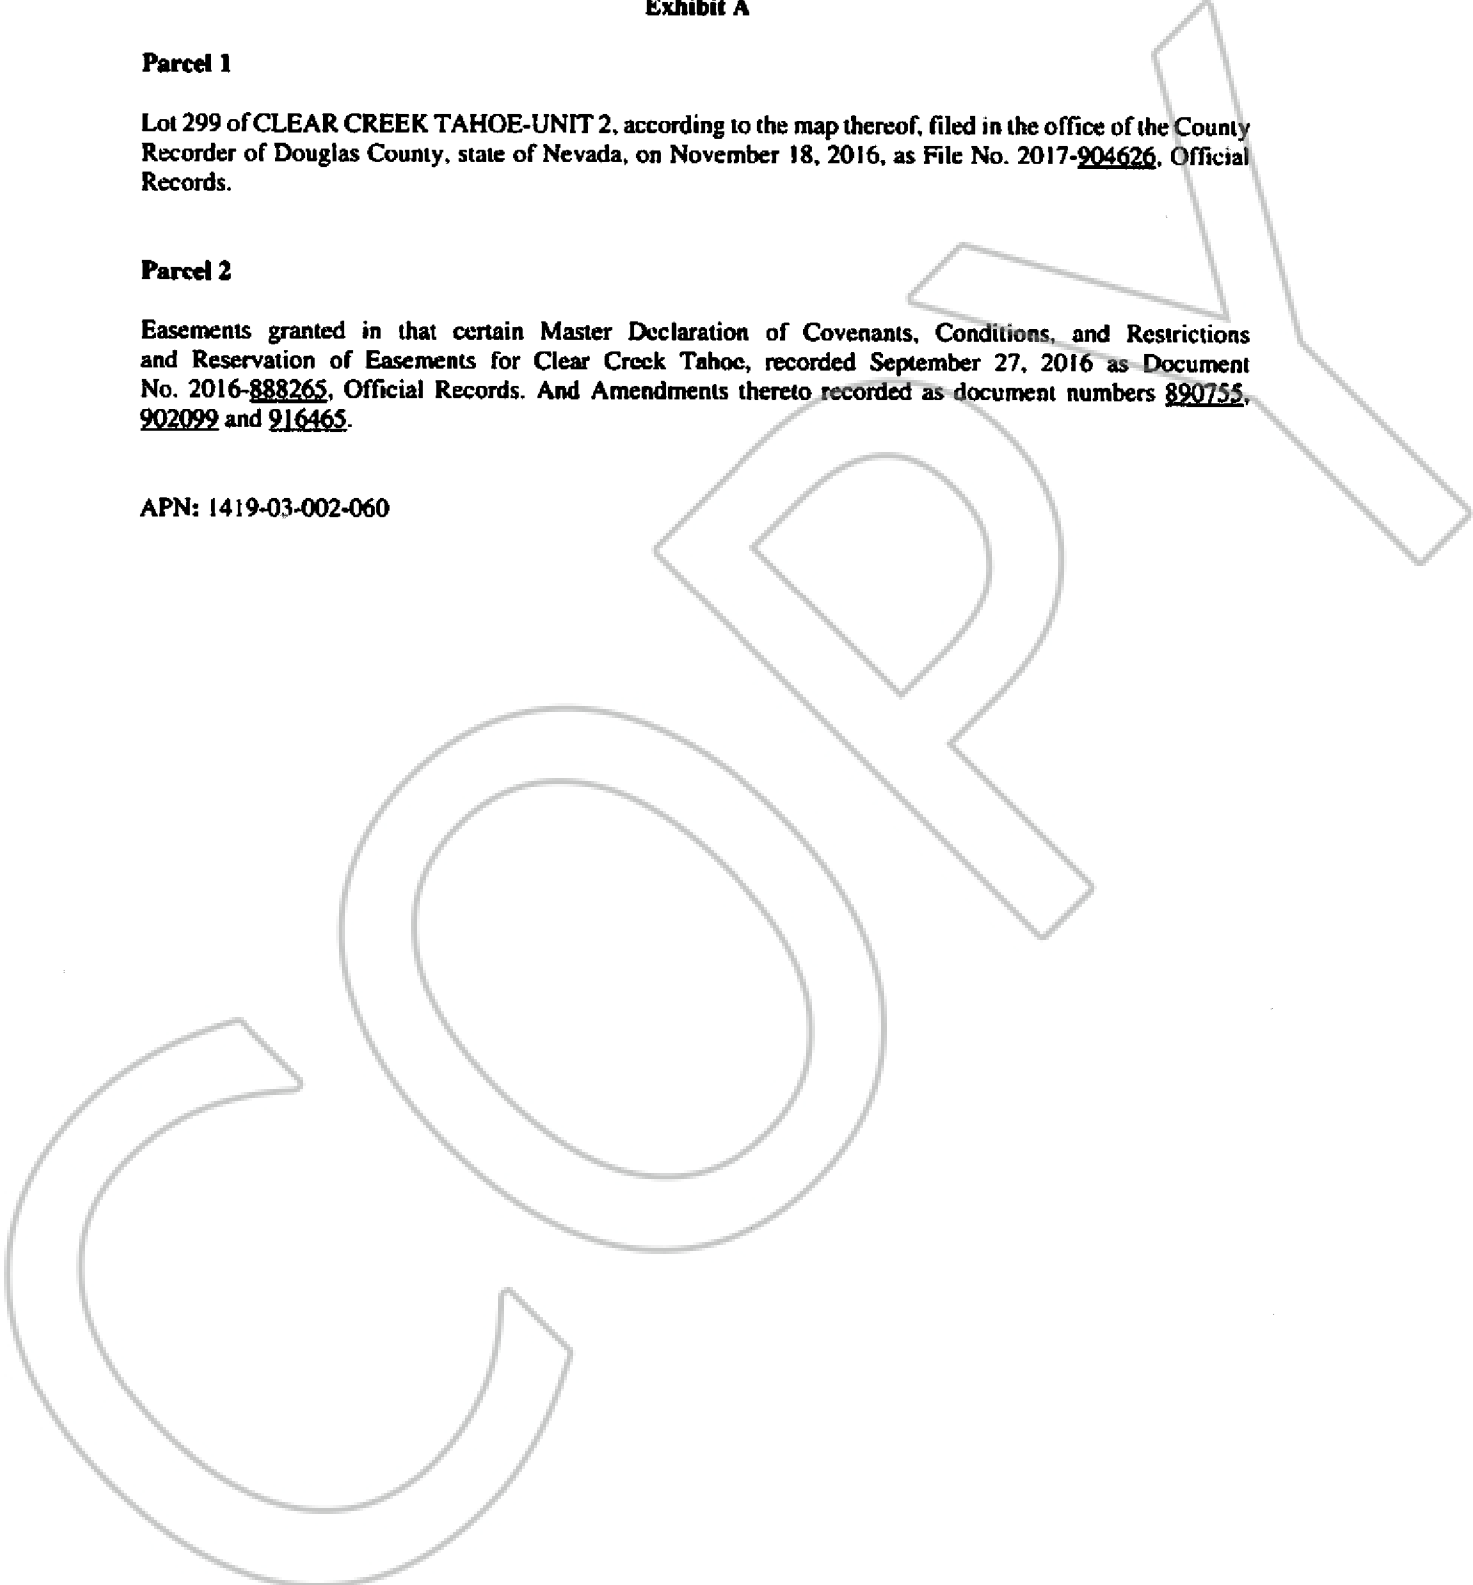 Exhibit A
Parcel 1
Lot 299 of CLEAR CREEK TAHOE-UNIT 2, according to the map thereof, filed in the office of the County
Recorder of Douglas County, state of Nevada, on November 18, 2016, as File No. 2017-904626, Official
Records.
Parcel 2
Easements granted in that certain Master Declaration of Covenants, Conditions, and Restrictions
and Reservation of Easements for Clear Creek Tahoe, recorded September 27, 2016 as Document
No. 2016-888265, Official Records. And Amendments thereto recorded as document numbers 890755,
902099 and 916465.
APN: 1419-03-002-060
COPY